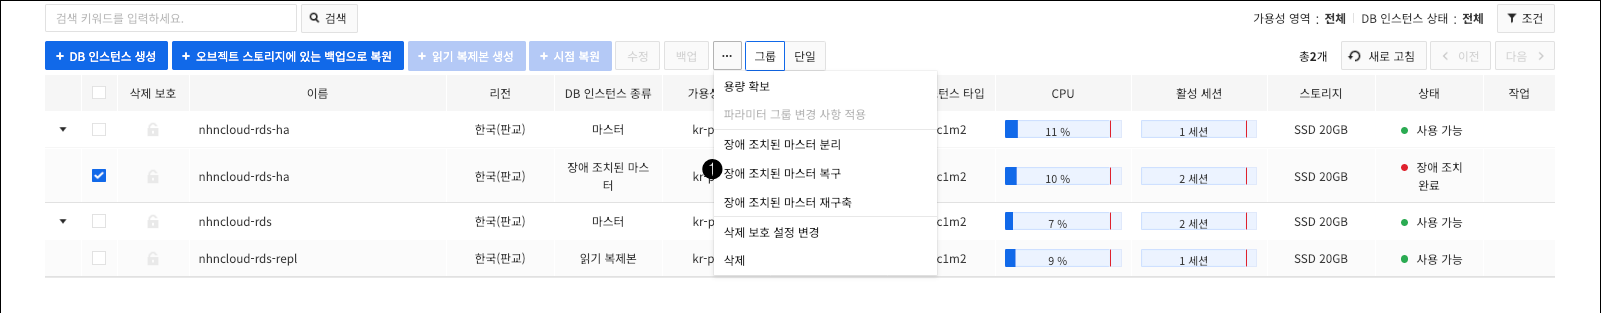 검색 키워드를 입력하세요. 검색 가용성 영역 : 전체 DB 인스턴스 상태 : 전체 조건
+ DB 인스턴스 생성 + 오브젝트 스토리지에 있는 백업으로 복원 + 읽기 복제본 생성 + 시점 복원 수정 백업 ... 그룹 단일 총2개 새로 고침 < 이전 다음 >
삭제 보호 이름 리전 DB 인스턴스 종류 CPU 활성 세션 스토리지 상태 작업
용량 확보
파라미터 그룹 변경 사항 적용
장애 조치된 마스터 분리
1 장애 조치된 마스터 복구
장애 조치된 마스터 재구축
삭제 보호 설정 변경
삭제
nhncloud-rds-ha 한국(판교) 마스터 kr-p c1m2 11 % 1 세션 SSD 20GB 사용 가능
nhncloud-rds-ha 한국(판교) 장애 조치된 마스
터 kr-p c1m2 10 % 2 세션 SSD 20GB 장애 조치
완료
nhncloud-rds 한국(판교) 마스터 kr-p c1m2 7 % 2 세션 SSD 20GB 사용 가능
nhncloud-rds-repl 한국(판교) 읽기 복제본 kr-p c1m2 9 % 1 세션 SSD 20GB 사용 가능